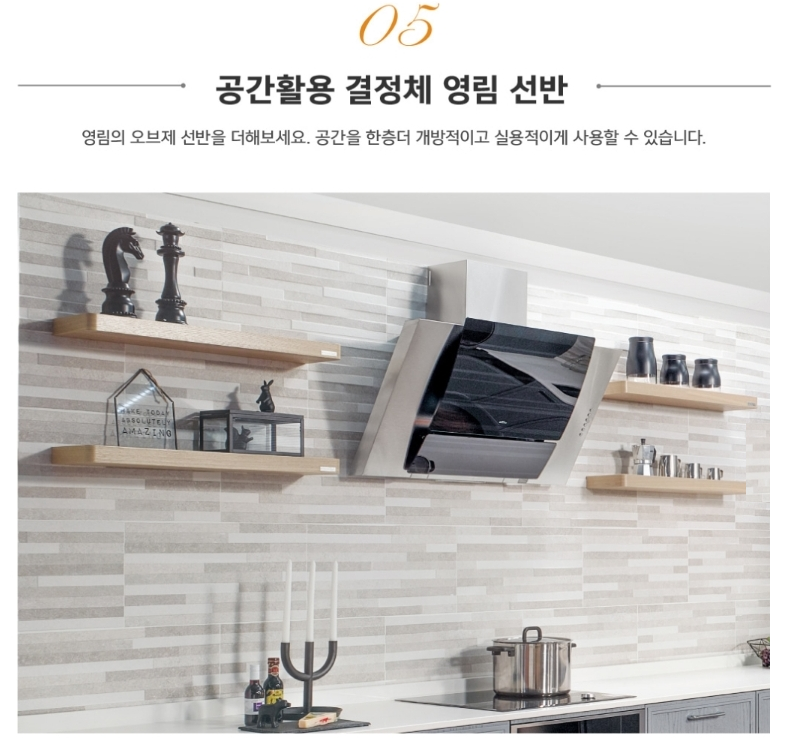 05
공간활용 결정체 영림 선반
영림의 오브제 선반을 더해보세요. 공간을 한층더 개방적이고 실용적이게 사용할 수 있습니다.
MAKE TODAY
ABSOLUTELY
AMAZING